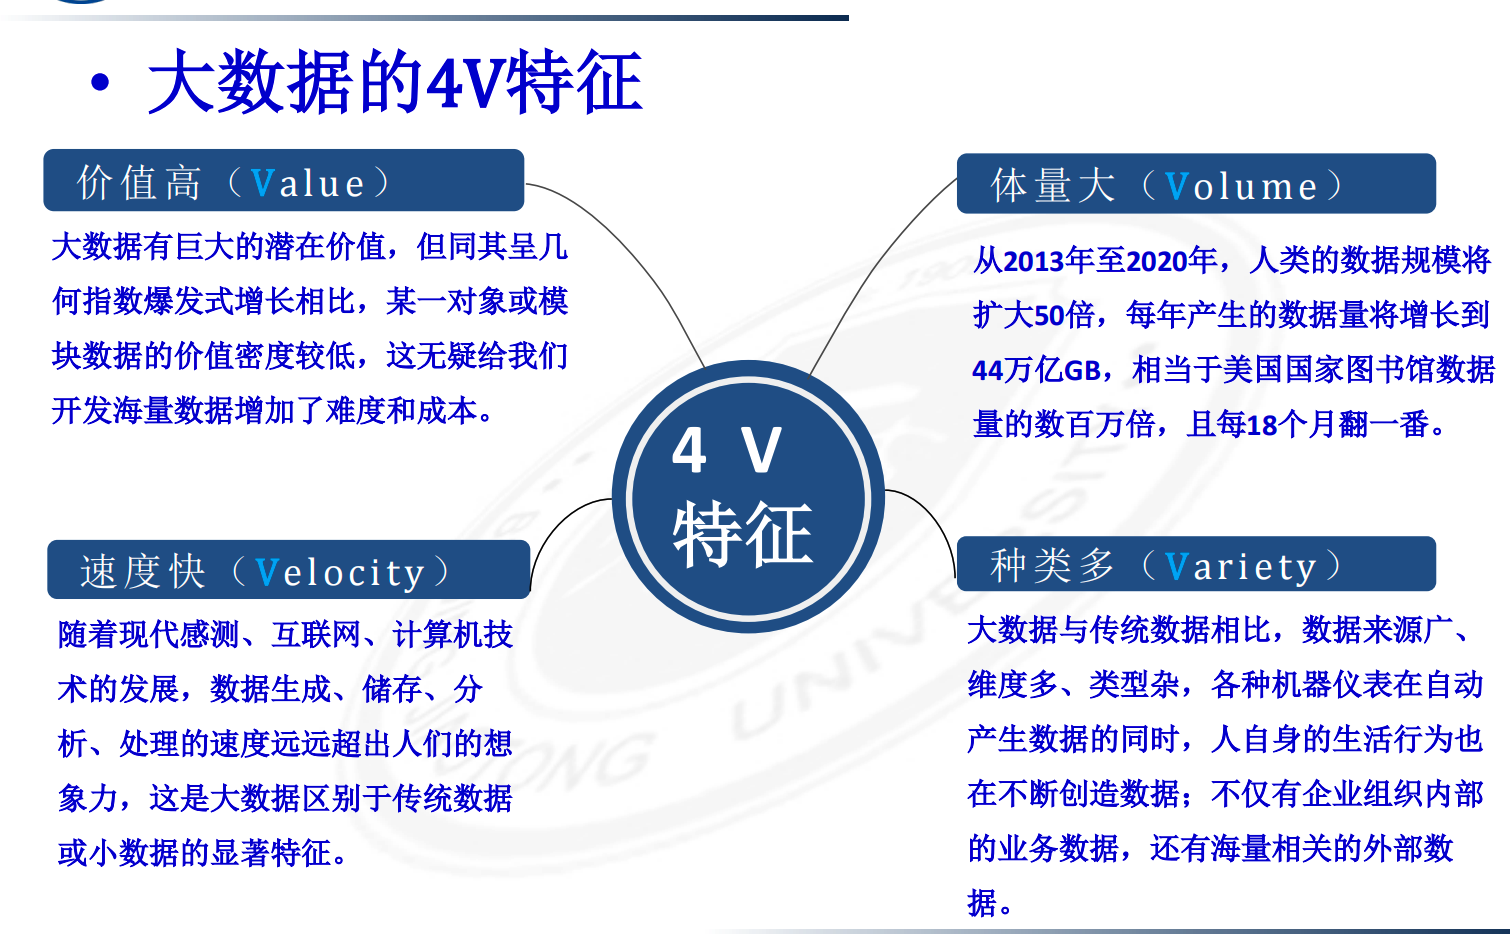 • 大数据的4V特征
价值高（Value）
大数据有巨大的潜在价值，但同其呈几
何指数爆发式增长相比，某一对象或模
块数据的价值密度较低，这无疑给我们
开发海量数据增加了难度和成本。
体量大（Volume）
从2013年至2020年，人类的数据规模将
扩大50倍，每年产生的数据量将增长到
44万亿GB，相当于美国国家图书馆数据
量的数百万倍，且每18个月翻一番。
4 V
特征
速度快（Velocity）
随着现代感测、互联网、计算机技
术的发展，数据生成、储存、分
析、处理的速度远远超出人们的想
象力，这是大数据区别于传统数据
或小数据的显著特征。
种类多（Variety）
大数据与传统数据相比，数据来源广、
维度多、类型杂，各种机器仪表在自动
产生数据的同时，人自身的生活行为也
在不断创造数据；不仅有企业组织内部
的业务数据，还有海量相关的外部数
据。